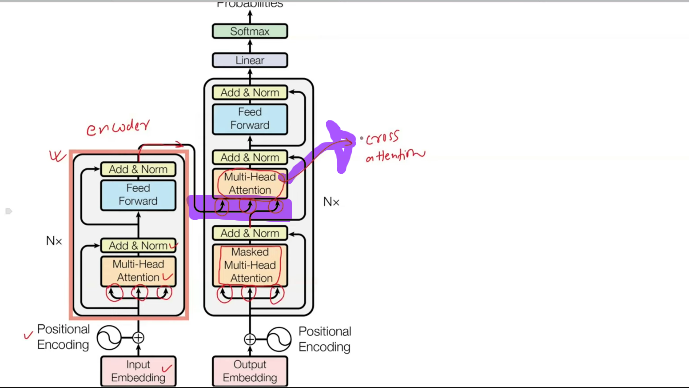 Probabilities
Softmax
Linear
Add & Norm
Feed
Forward
Add & Norm
Multi-Head
Attention
Nx
Add & Norm
Masked
Multi-Head
Attention
Positional
Encoding
Output
Embedding
cross
attention
encoder
Add & Norm
Feed
Forward
Nx
Add & Norm
Multi-Head
Attention
Positional
Encoding
Input
Embedding